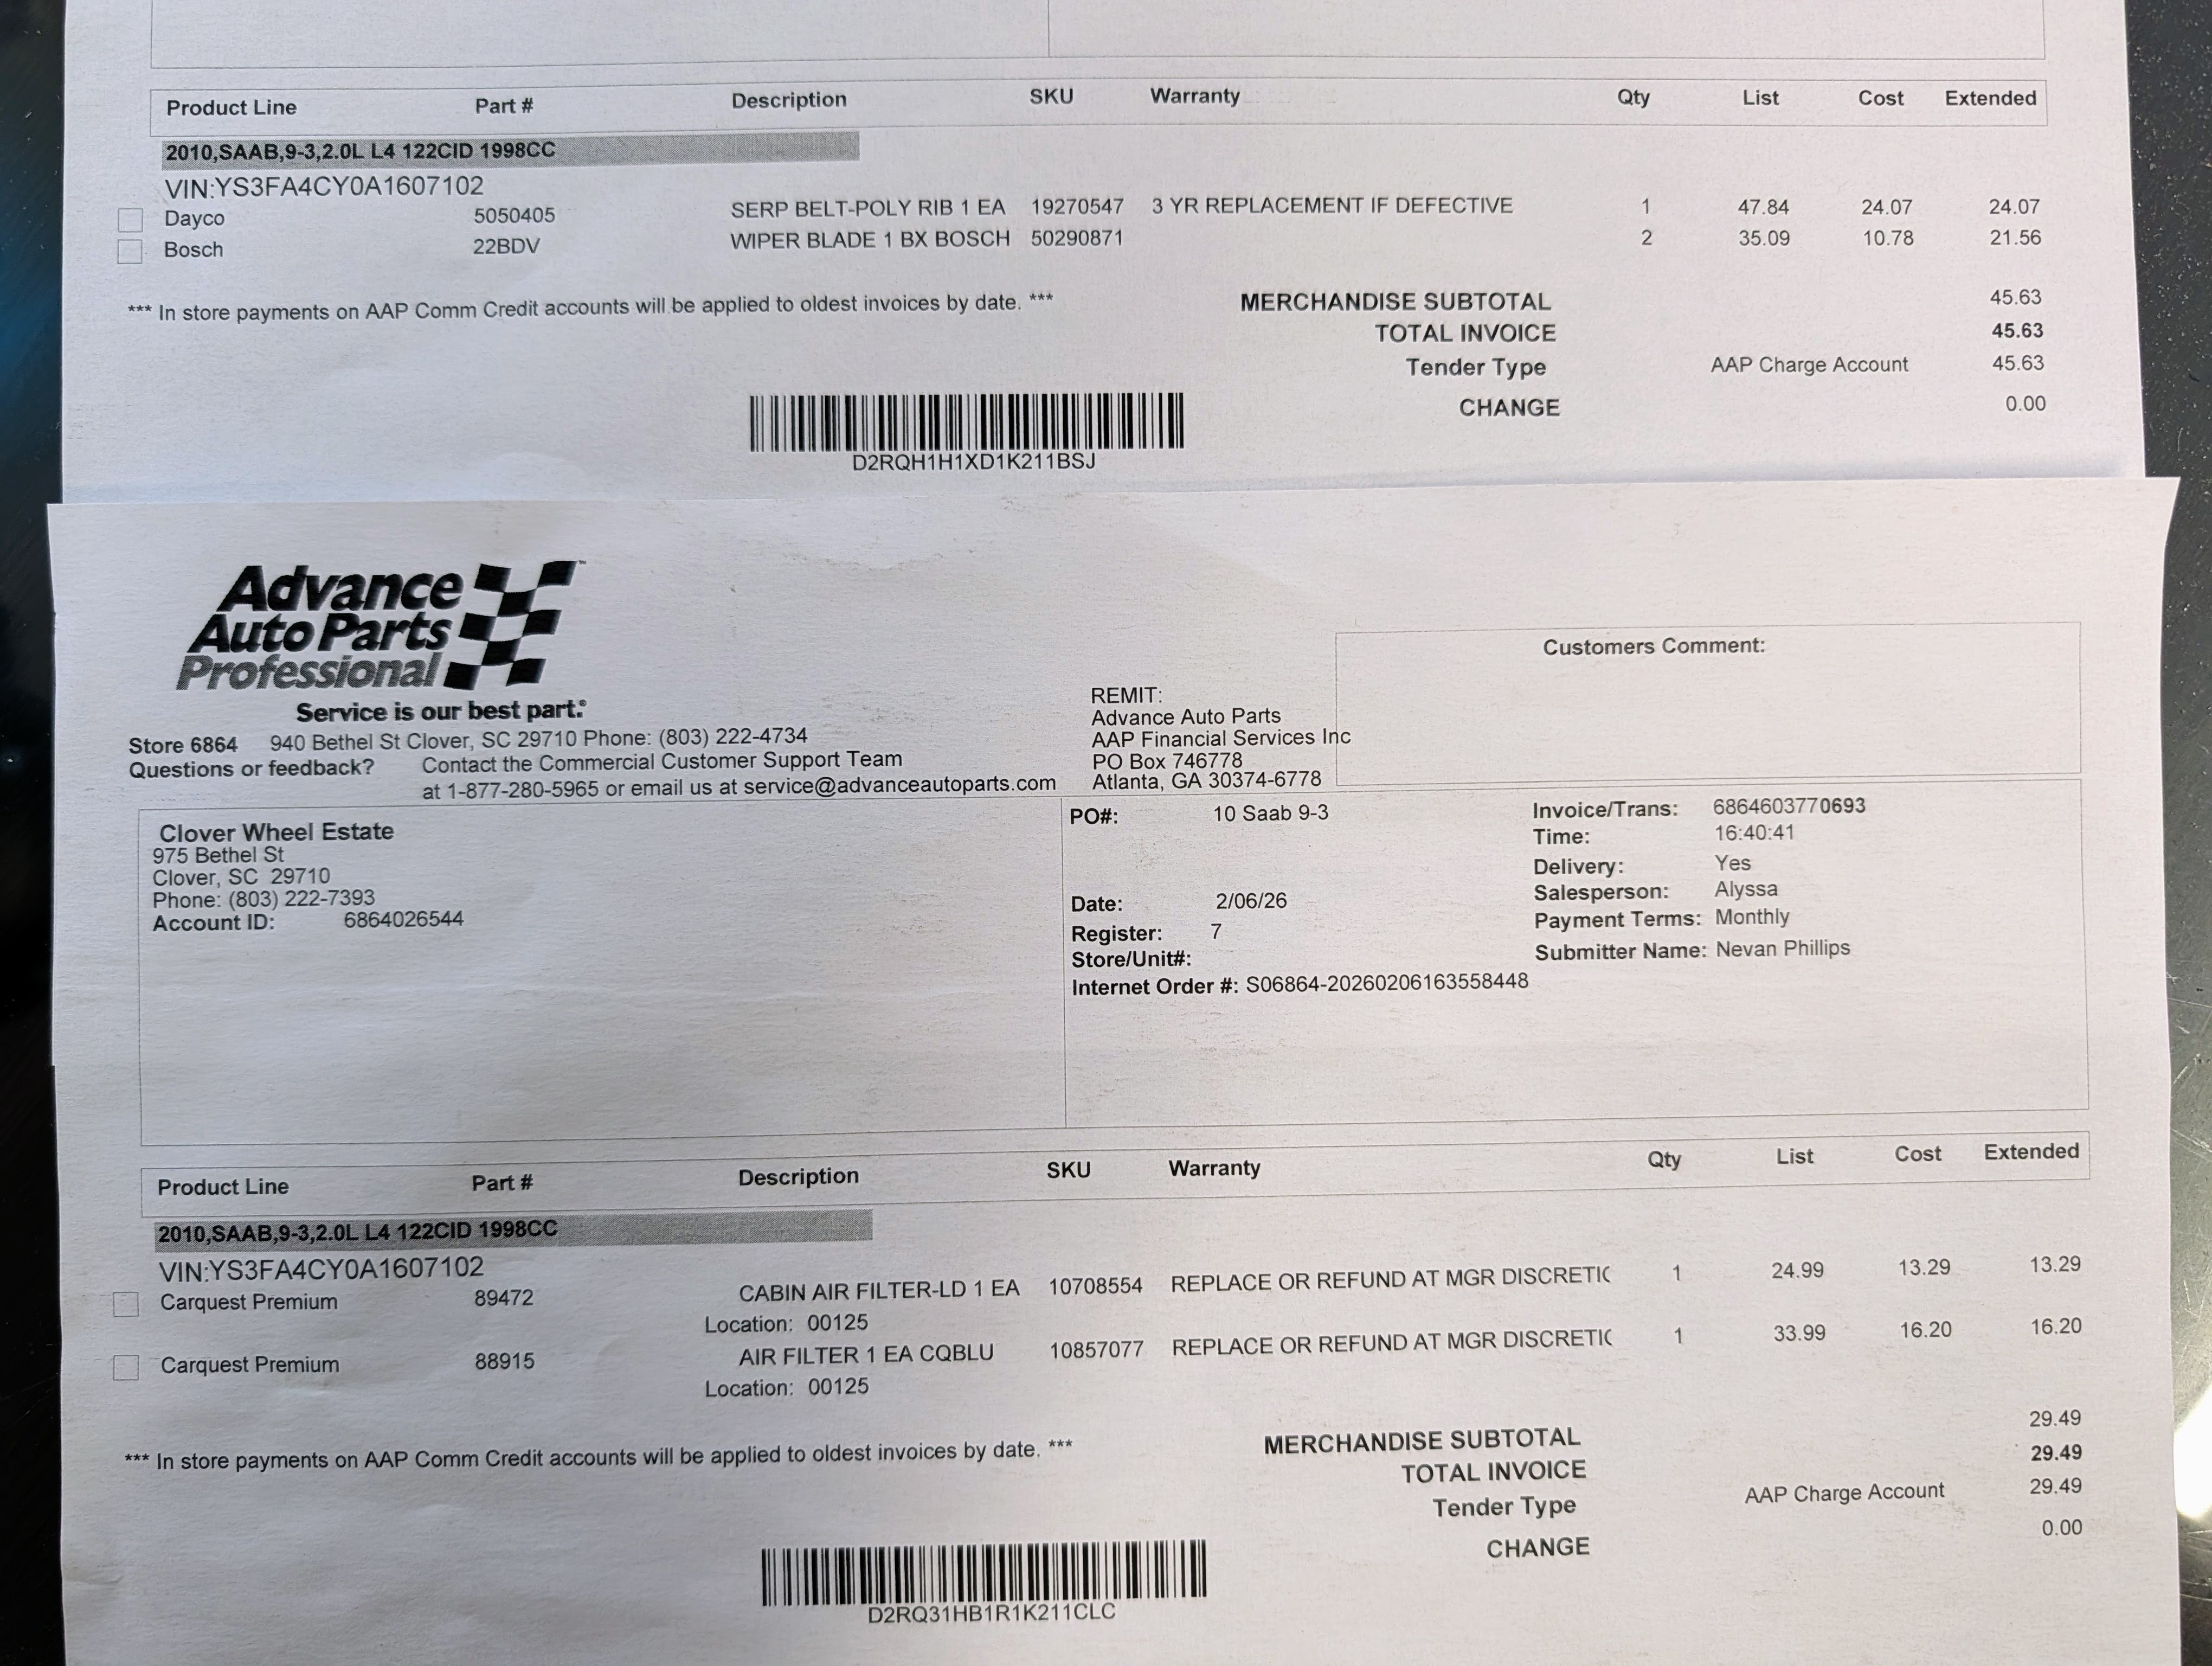 Product Line Part # Description SKU Warranty Qty List Cost Extended
2010,SAAB,9-3,2.0L L4 122CID 1998CC
VIN:YS3FA4CY0A1607102
Dayco 5050405 SERP BELT-POLY RIB 1 EA 19270547 3 YR REPLACEMENT IF DEFECTIVE 1 47.84 24.07 24.07
Bosch 22BDV WIPER BLADE 1 BX BOSCH 50290871 2 35.09 10.78 21.56
*** In store payments on AAP Comm Credit accounts will be applied to oldest invoices by date. ***
MERCHANDISE SUBTOTAL 45.63
TOTAL INVOICE 45.63
Tender Type AAP Charge Account 45.63
CHANGE 0.00
D2RQH1H1XD1K211BSJ
Advance
Auto Parts
Professional
Service is our best part.
Store 6864 940 Bethel St Clover, SC 29710 Phone: (803) 222-4734
Questions or feedback? Contact the Commercial Customer Support Team
at 1-877-280-5965 or email us at service@advanceautoparts.com
REMIT:
Advance Auto Parts
AAP Financial Services Inc
PO Box 746778
Atlanta, GA 30374-6778
Customers Comment:
Clover Wheel Estate
975 Bethel St
Clover, SC 29710
Phone: (803) 222-7393
Account ID: 6864026544
PO#: 10 Saab 9-3
Date: 2/06/26
Register: 7
Store/Unit#:
Internet Order #: S06864-20260206163558448
Invoice/Trans: 6864603770693
Time: 16:40:41
Delivery: Yes
Salesperson: Alyssa
Payment Terms: Monthly
Submitter Name: Nevan Phillips
Product Line Part # Description SKU Warranty Qty List Cost Extended
2010,SAAB,9-3,2.0L L4 122CID 1998CC
VIN:YS3FA4CY0A1607102
Carquest Premium 89472 CABIN AIR FILTER-LD 1 EA 10708554 REPLACE OR REFUND AT MGR DISCRETIC 1 24.99 13.29 13.29
Location: 00125
Carquest Premium 88915 AIR FILTER 1 EA CQBLU 10857077 REPLACE OR REFUND AT MGR DISCRETIC 1 33.99 16.20 16.20
Location: 00125
*** In store payments on AAP Comm Credit accounts will be applied to oldest invoices by date. ***
MERCHANDISE SUBTOTAL 29.49
TOTAL INVOICE 29.49
Tender Type AAP Charge Account 29.49
CHANGE 0.00
D2RQ31HB1R1K211CLC